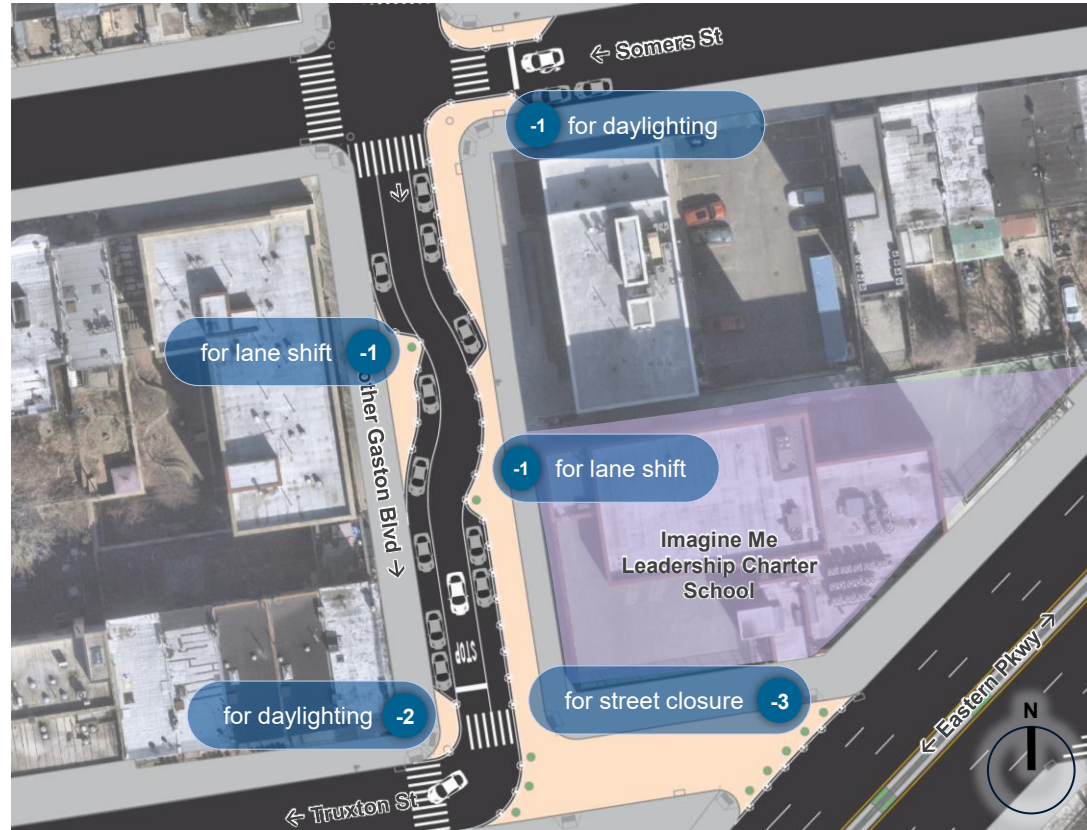 ← Somers St
-1 for daylighting
for lane shift -1
other Gaston Blvd →
-1 for lane shift
Imagine Me
Leadership Charter
School
for street closure -3
for daylighting -2
STOP
← Eastern Pkwy →
N
← Truxton St